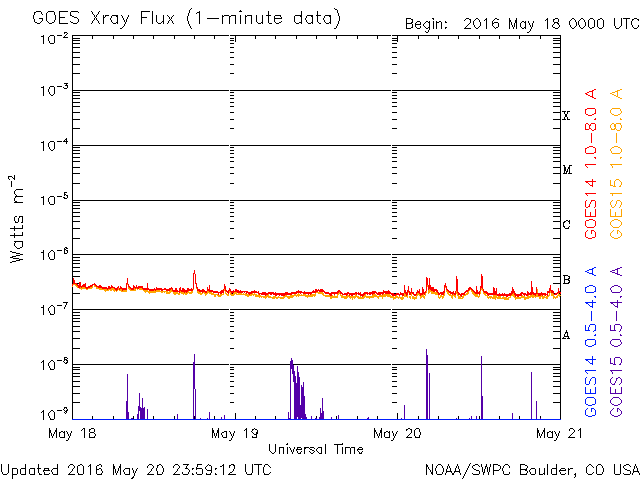 GOES Xray Flux (1-minute data)
Begin: 2016 May 18 0000 UTC
10⁻²
10⁻³
10⁻⁴
10⁻⁵
10⁻⁶
10⁻⁷
10⁻⁸
10⁻⁹
Watts m⁻²
X
M
C
B
A
GOES14 1.0-8.0 A
GOES15 1.0-8.0 A
GOES14 0.5-4.0 A
GOES15 0.5-4.0 A
May 18
May 19
May 20
May 21
Universal Time
Updated 2016 May 20 23:59:12 UTC
NOAA/SWPC Boulder, CO USA